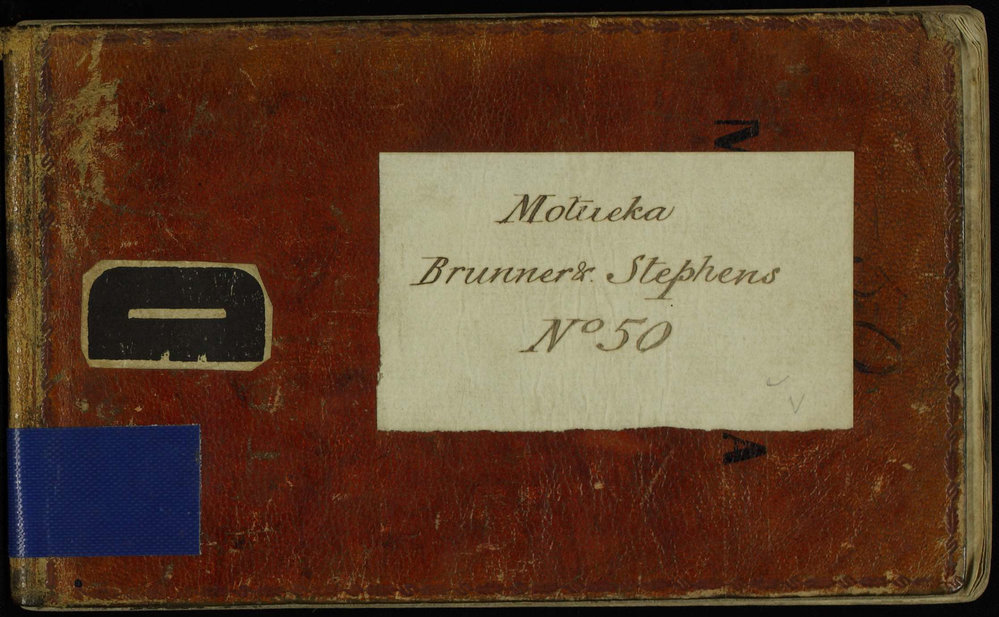 Motueka
Brunner & Stephens
No 50
D
M
A